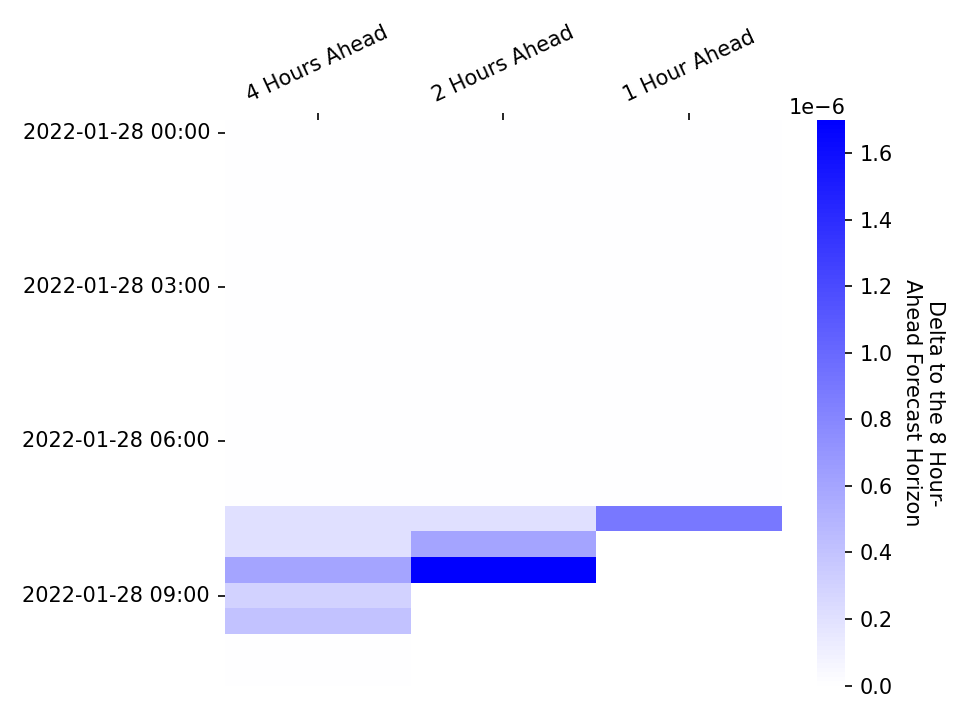 4 Hours Ahead
2 Hours Ahead
1 Hour Ahead
2022-01-28 00:00
2022-01-28 03:00
2022-01-28 06:00
2022-01-28 09:00
1e−6
1.6
1.4
1.2
1.0
0.8
0.6
0.4
0.2
0.0
Delta to the 8 Hour-
Ahead Forecast Horizon